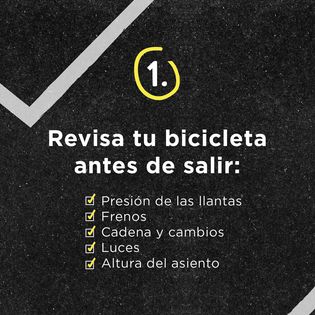 1.
Revisa tu bicicleta
antes de salir:
Presión de las llantas
Frenos
Cadena y cambios
Luces
Altura del asiento